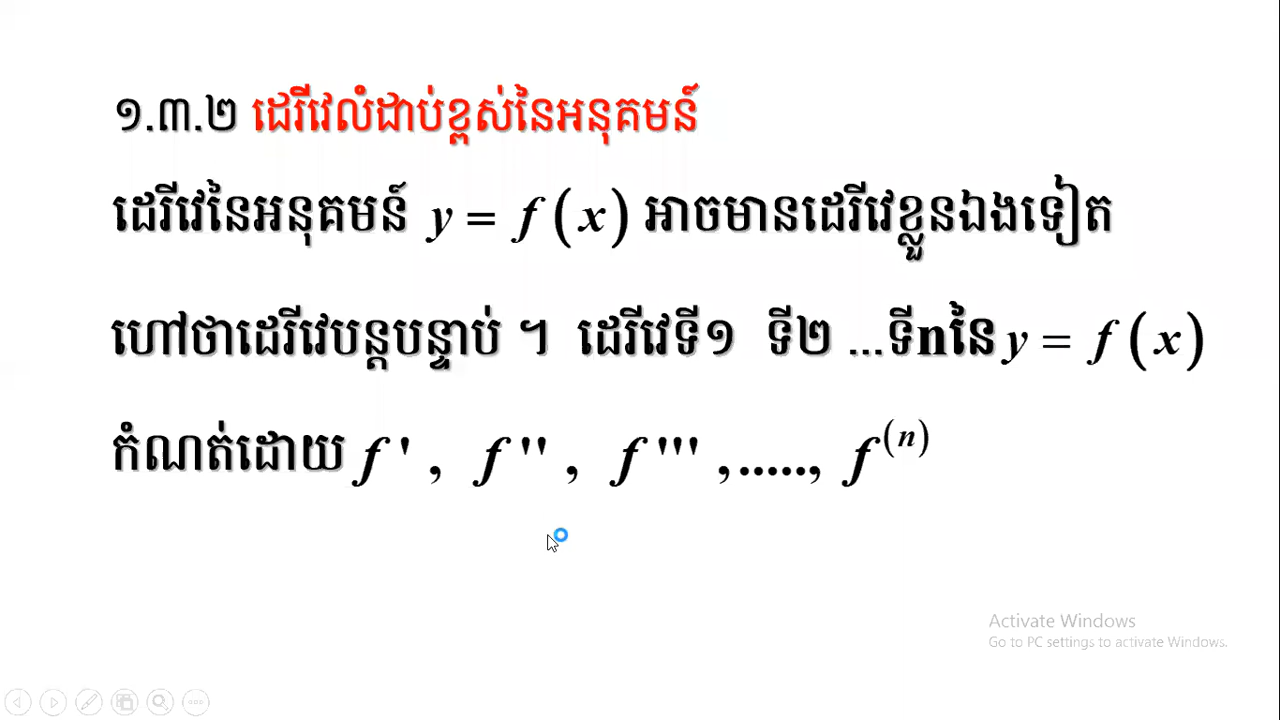 ១.៣.២ ដេរីវេលំដាប់ខ្ពស់នៃអនុគមន៍
ដេរីវេនៃអនុគមន៍ y = f(x) អាចមានដេរីវេខ្លួនឯងទៀត
ហៅថាដេរីវេបន្តបន្ទាប់ ។ ដេរីវេទី១ ទី២ ...ទីnនៃ y = f(x)
កំណត់ដោយ f ' , f '' , f ''' ,....., f⁽ⁿ⁾
Activate Windows
Go to PC settings to activate Windows.